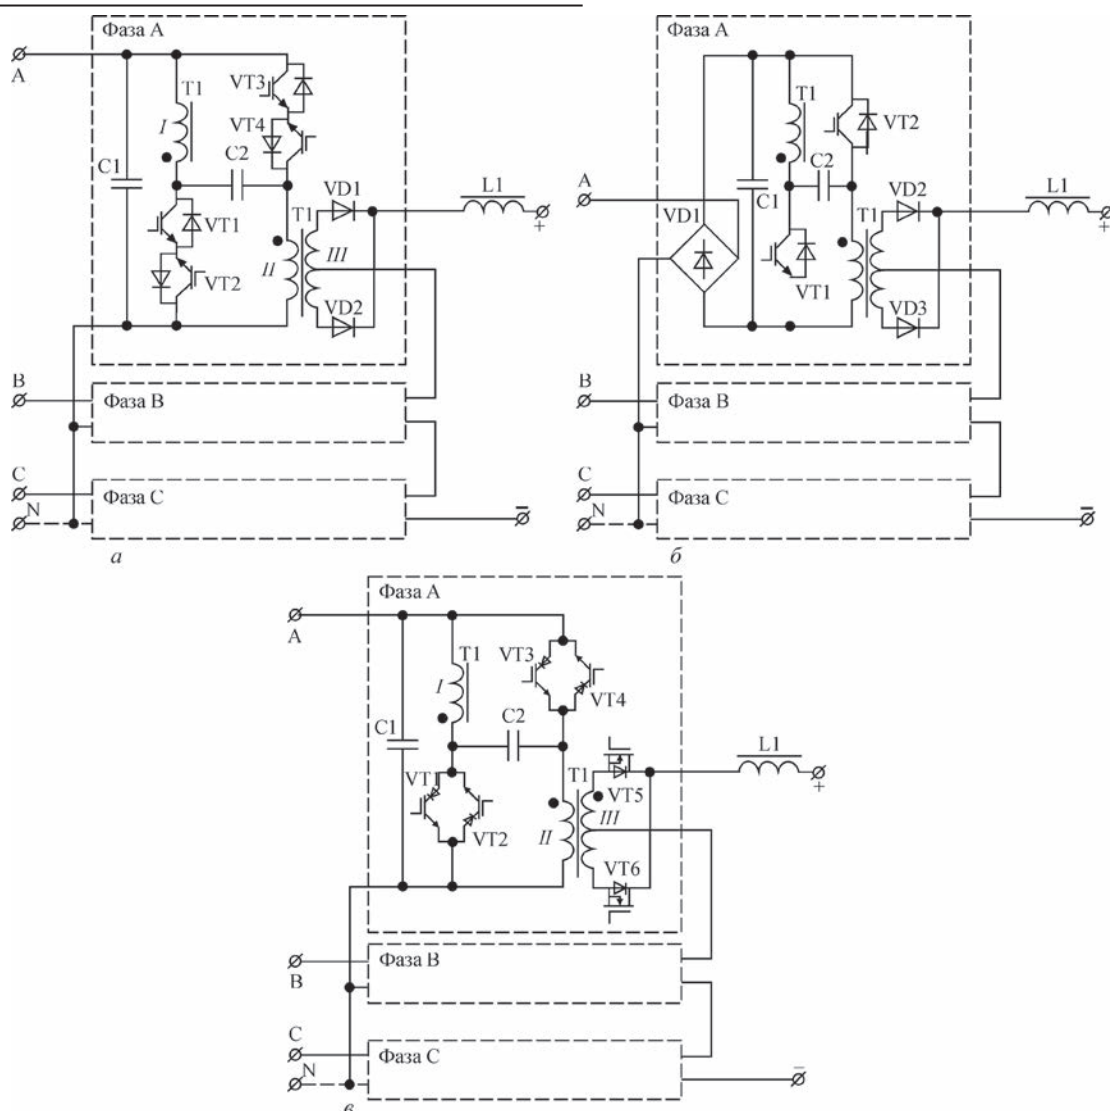 Фаза A
A
T1
VT3
I
VT4
C1
C2
VT1
T1
VD1
L1
+
VT2
II
III
VD2
B
Фаза B
C
Фаза C
N
–
а
Фаза A
T1
VT2
C2
A
C1
VD1
T1
VD2
L1
+
VT1
VD3
B
Фаза B
C
Фаза C
N
–
б
Фаза A
A
T1
VT3
I
VT4
C1
C2
VT1
T1
VT5
L1
+
VT2
II
III
VT6
B
Фаза B
C
Фаза C
N
–
в